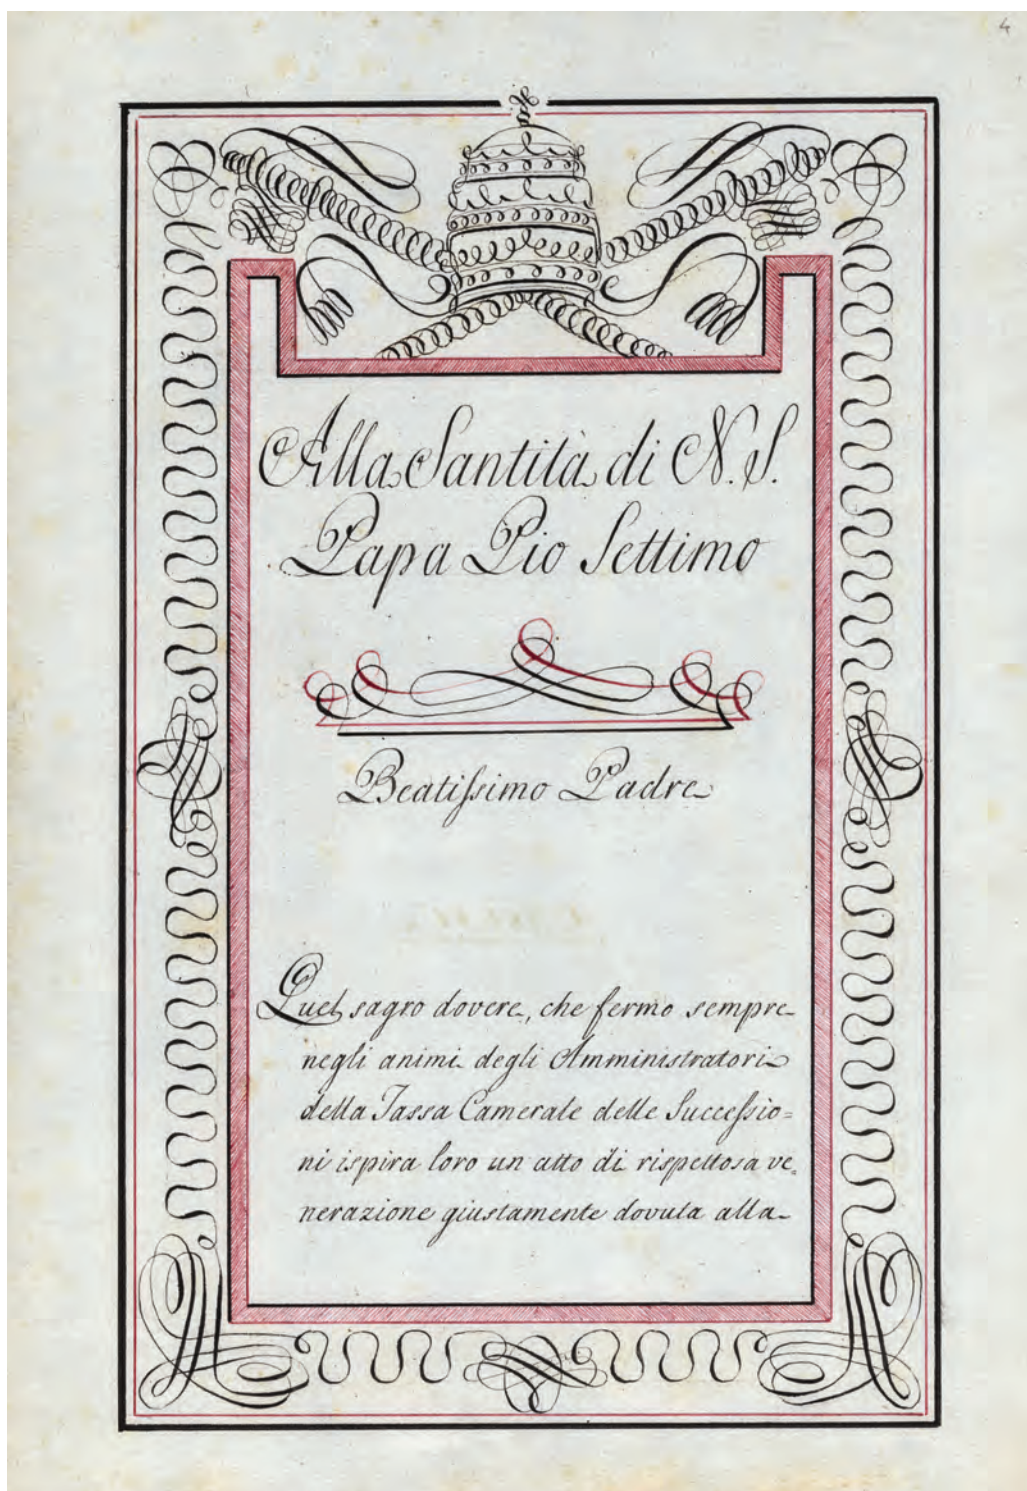 4
Alla Santità di N. S.
Papa Pio Settimo
Beatissimo Padre
Quel sagro dovere, che fermo sempre
negli animi degli Amministratori
della Tassa Camerale delle Successio=
ni ispira loro un atto di rispettosa ve,
nerazione giustamente dovuta alla